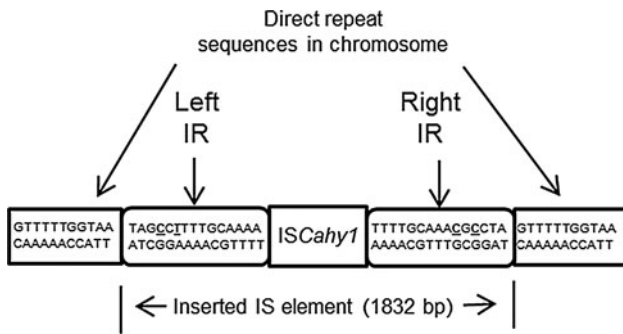 Direct repeat
sequences in chromosome
Left
IR
Right
IR
GTTTTTGGTAA
CAAAAACCATT
TAGCCTTTTGCAAAA
ATCGGAAAACGTTTT
ISCahy1
TTTTGCAAACGCCTA
AAAACGTTTGCGGAT
GTTTTTGGTAA
CAAAAACCATT
Inserted IS element (1832 bp)